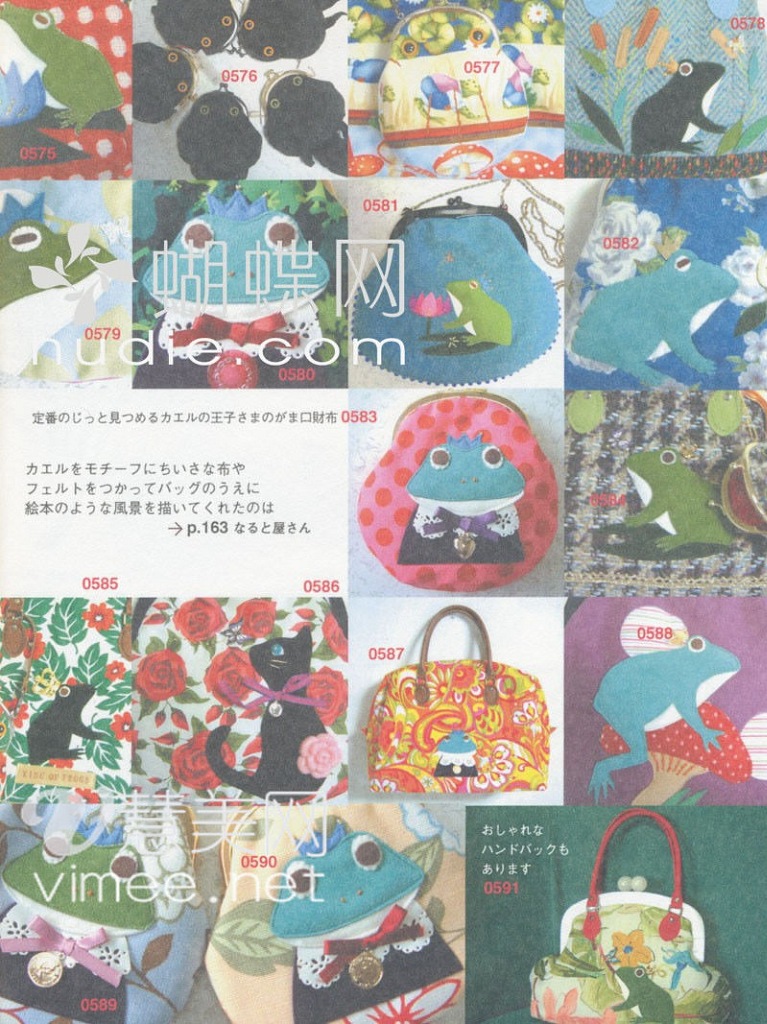 0578
0576
0577
0575
0581
0582
蝴蝶网
0579
hudie.com
0580
定番のじっと見つめるカエルの王子さまのがま口財布 0583
カエルをモチーフにちいさな布や
フェルトをつかってバッグのうえに
絵本のような風景を描いてくれたのは
→p.163 なると屋さん
0584
0585
0586
0587
0588
KING OF FROGS
慧美网
vimee.net
0590
おしゃれな
ハンドバックも
あります
0591
0589